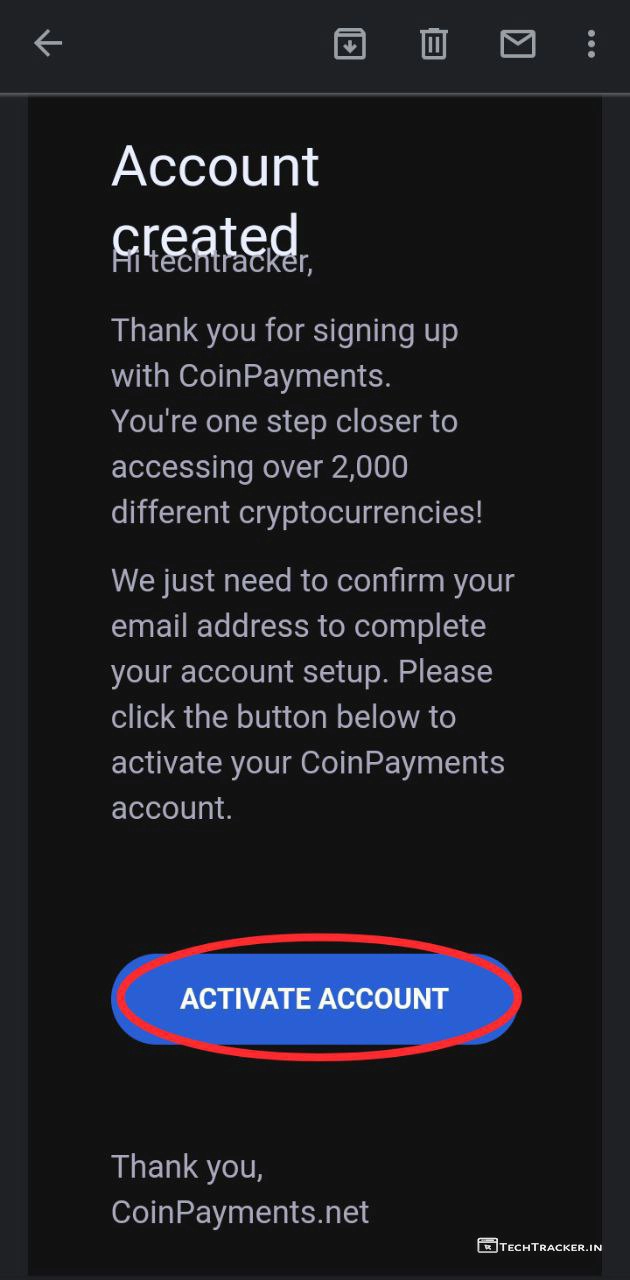 Account
created
Hi techtracker,
Thank you for signing up
with CoinPayments.
You're one step closer to
accessing over 2,000
different cryptocurrencies!
We just need to confirm your
email address to complete
your account setup. Please
click the button below to
activate your CoinPayments
account.
ACTIVATE ACCOUNT
Thank you,
CoinPayments.net
TECHTRACKER.IN